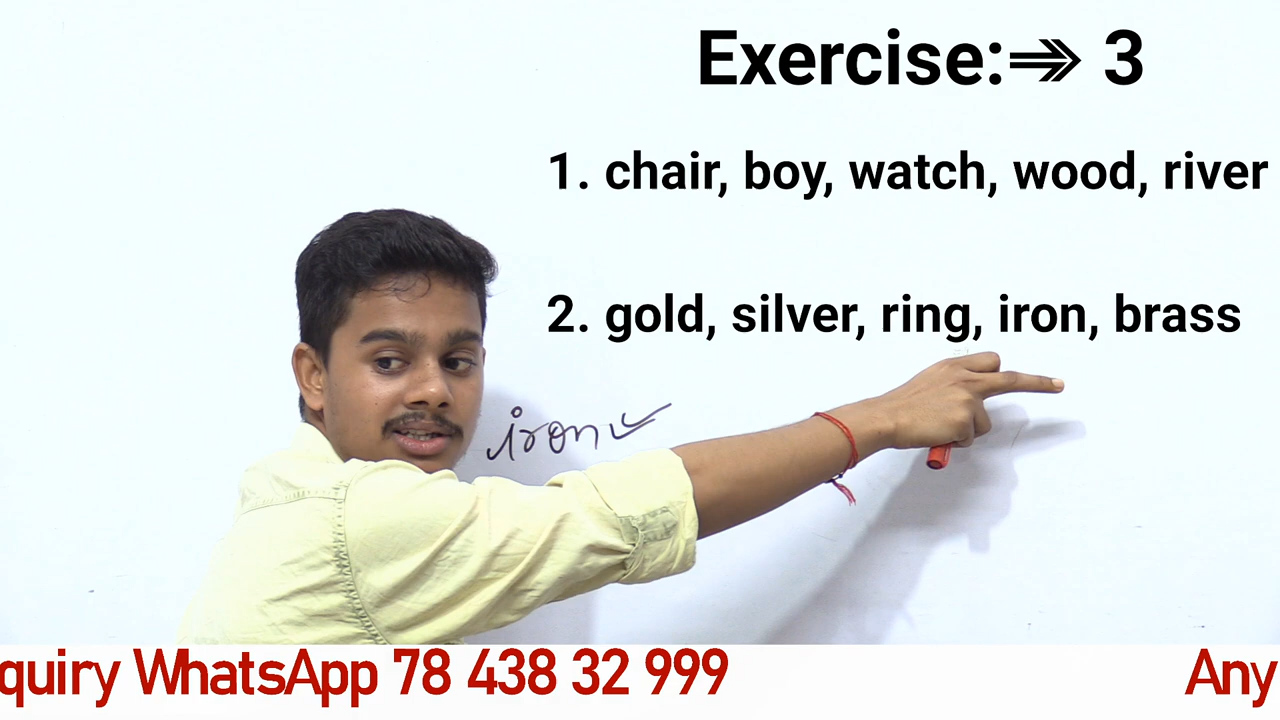 Exercise:⇒ 3
1. chair, boy, watch, wood, river
2. gold, silver, ring, iron, brass
iron
quiry WhatsApp 78 438 32 999
Any